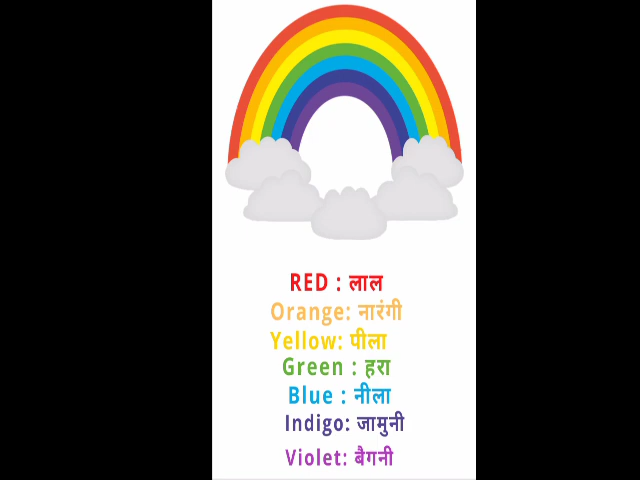 RED : लाल
Orange: नारंगी
Yellow: पीला
Green : हरा
Blue : नीला
Indigo: जामुनी
Violet: बैगनी